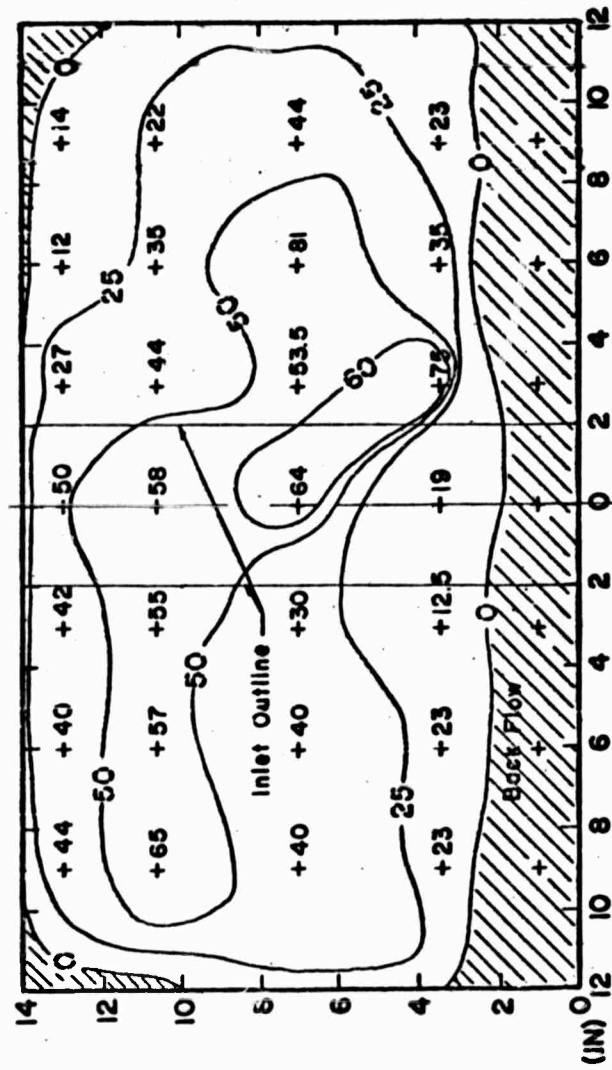 14
12
10
8
6
4
2
0
(IN)
0 0
+44 +40 +42 +50 +27 +12 +14
50 25
+65 +57 +55 +58 +44 +35 +22
50 50
Inlet Outline
+40 +40 +30 +64 +53.5 +81 +44
60
25 25
+23 +23 +12.5 +19 +75 +35 +23
0 0
Back Flow
+ + + + + + +
12 10 8 6 4 2 0 2 4 6 8 10 12